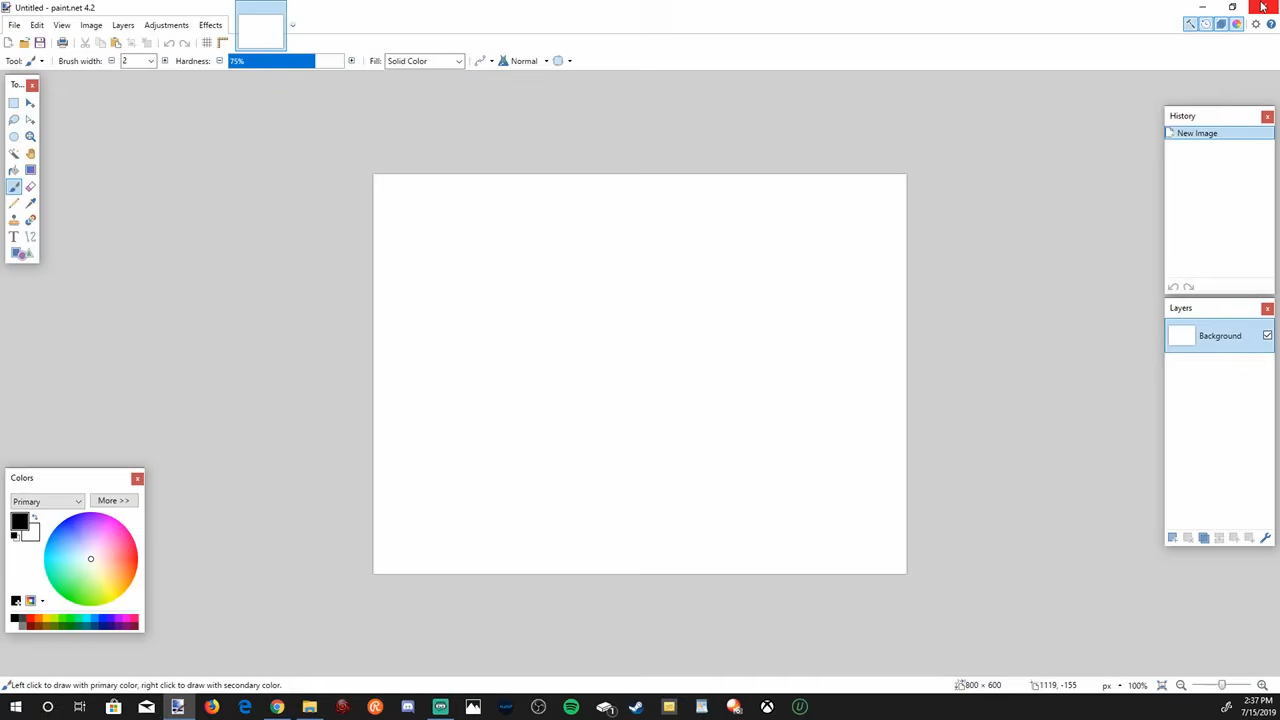 Untitled - paint.net 4.2
File Edit View Image Layers Adjustments Effects
Tool: Brush width: 2 Hardness: 75% Fill: Solid Color Normal
To...
History
New Image
Layers
Background
Colors
Primary More >>
Left click to draw with primary color, right click to draw with secondary color.
800 × 600 1119, -155 px 100%
2:37 PM
7/15/2019